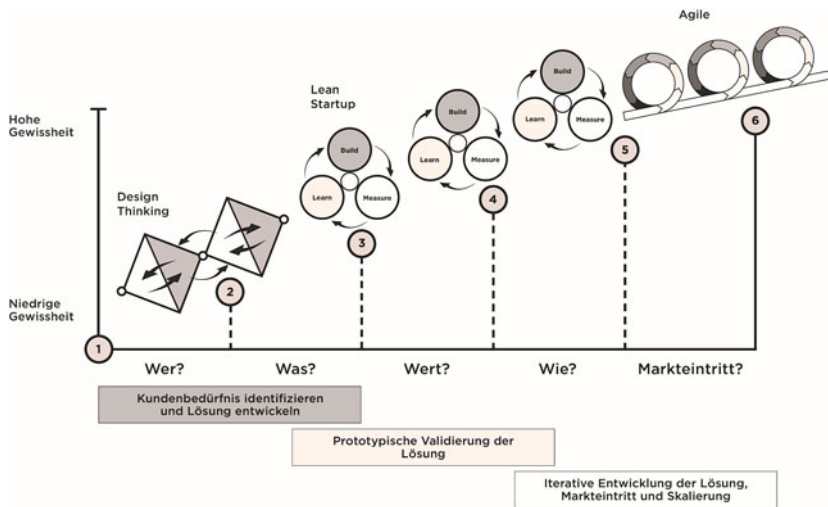 Agile
Lean
Startup
Build
Learn
Measure
Build
Learn
Measure
Build
Learn
Measure
Hohe
Gewissheit
Design
Thinking
Niedrige
Gewissheit
1
2
3
4
5
6
Wer?
Was?
Wert?
Wie?
Markteintritt?
Kundenbedürfnis identifizieren
und Lösung entwickeln
Prototypische Validierung der
Lösung
Iterative Entwicklung der Lösung,
Markteintritt und Skalierung